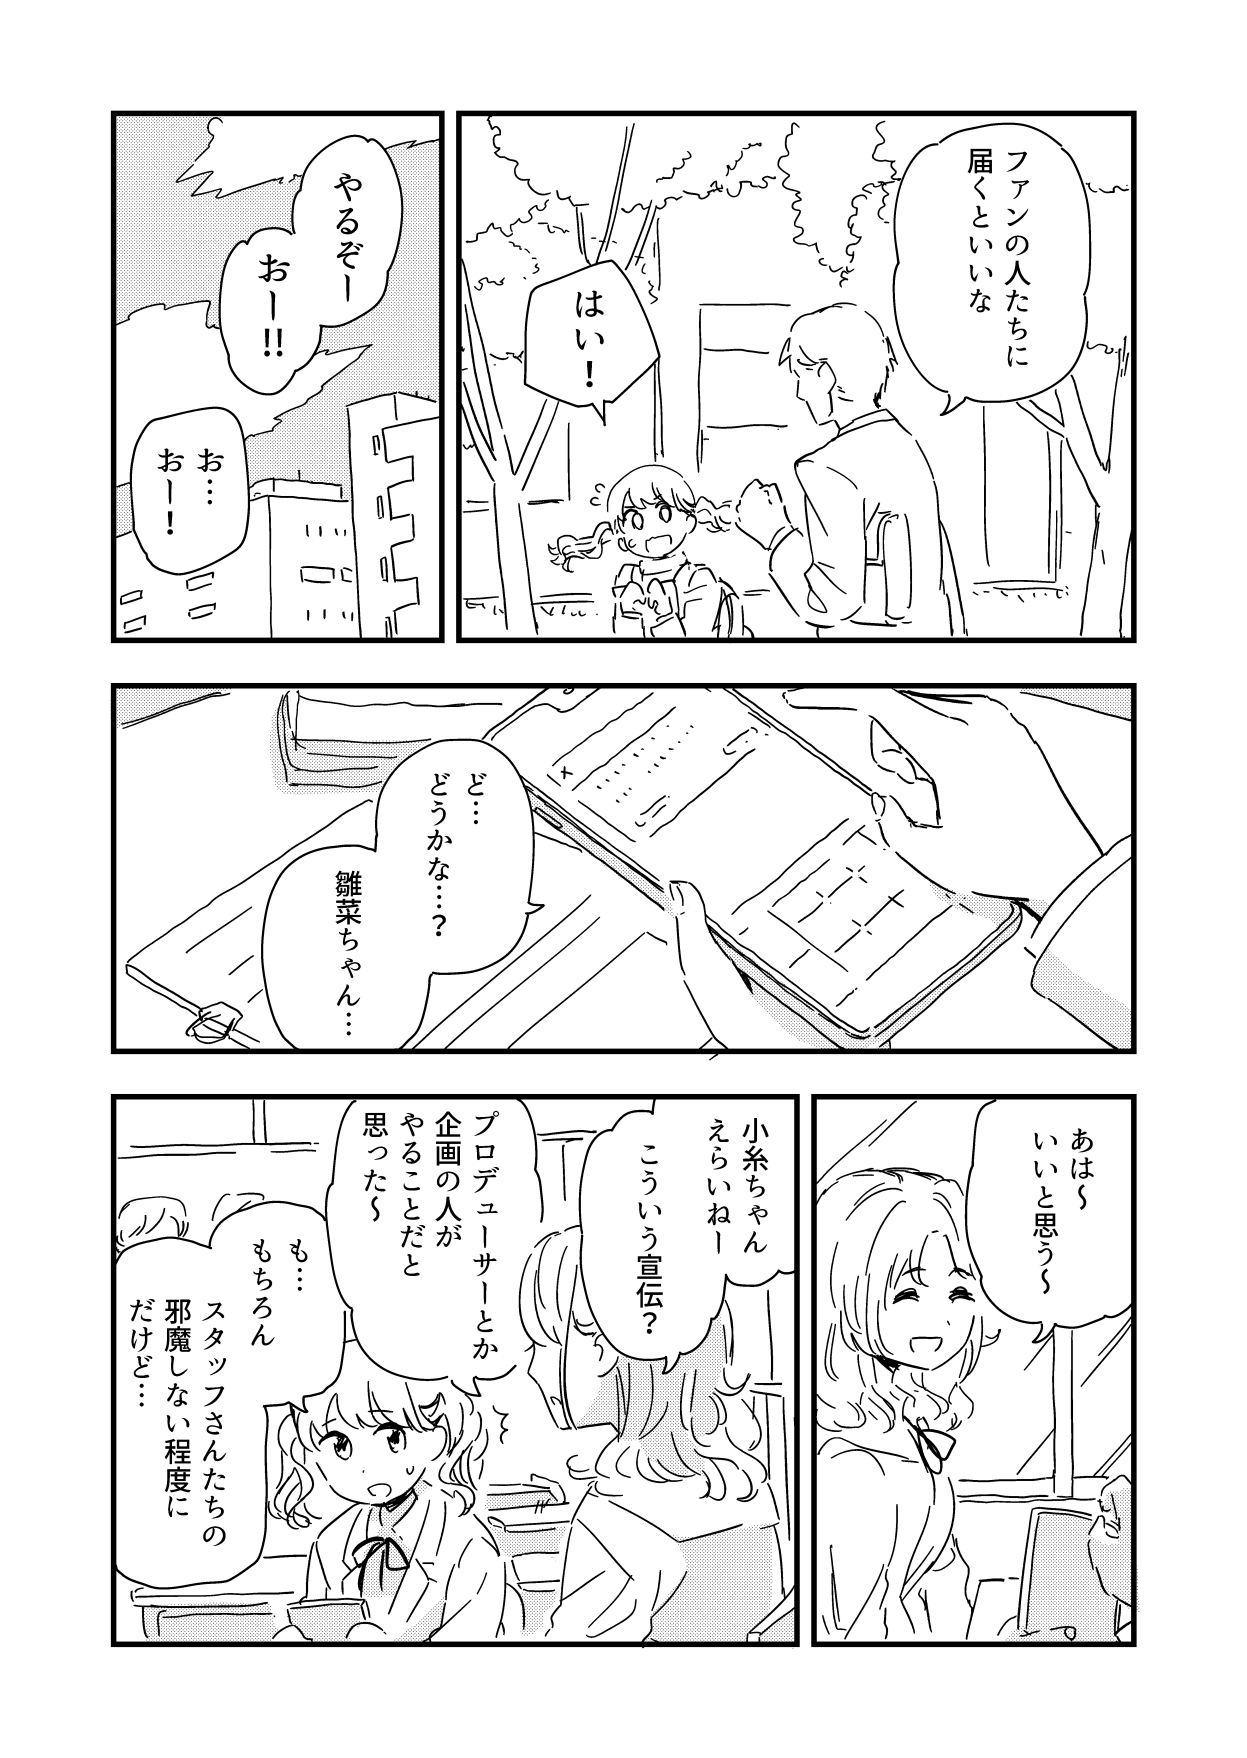 ファンの人たちに
届くといいな
はい！
やるぞー
おー!!
お…
おー！
ど…
どうかな…？
雛菜ちゃん…
あは〜
いいと思う〜
小糸ちゃん
えらいねー
こういう宣伝？
プロデューサーとか
企画の人が
やることだと
思った〜
も…
もちろん
スタッフさんたちの
邪魔しない程度に
だけど…